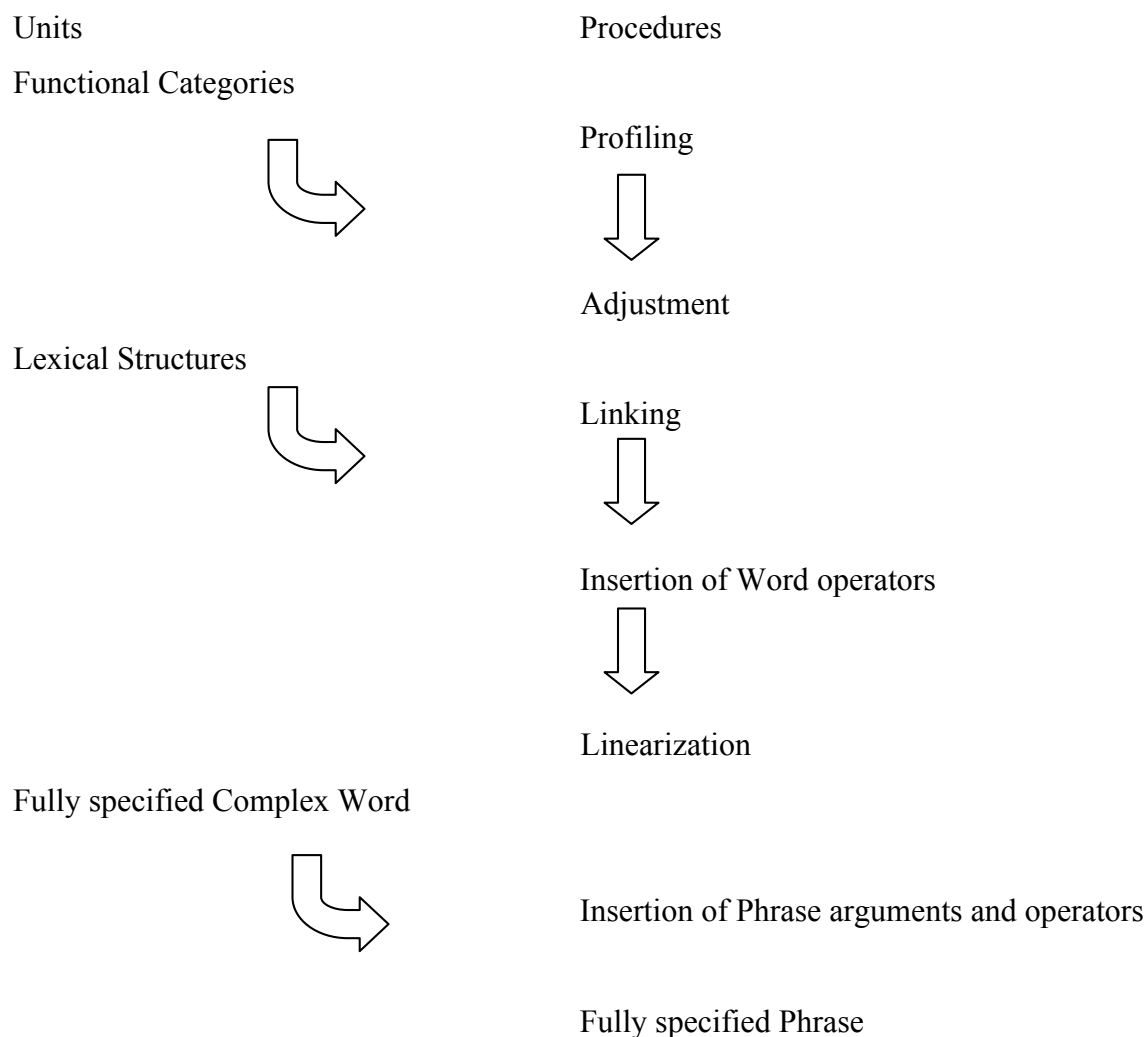 Units Procedures
Functional Categories
Profiling
Adjustment
Lexical Structures
Linking
Insertion of Word operators
Linearization
Fully specified Complex Word
Insertion of Phrase arguments and operators
Fully specified Phrase